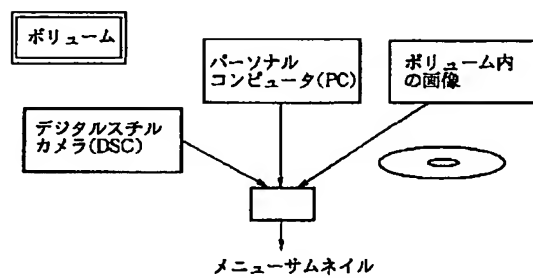 ボリューム
パーソナル
コンピュータ(PC)
ボリューム内
の画像
デジタルスチル
カメラ(DSC)
メニューサムネイル